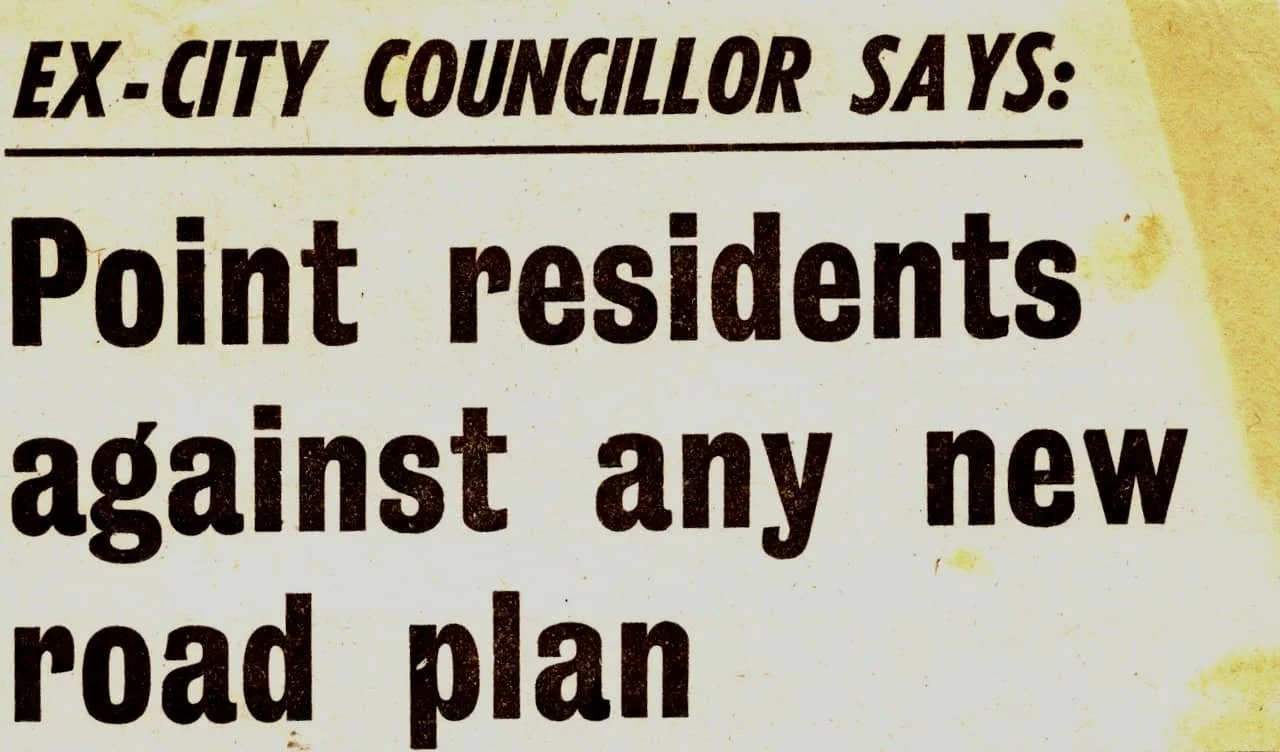 EX-CITY COUNCILLOR SAYS:
Point residents
against any new
road plan